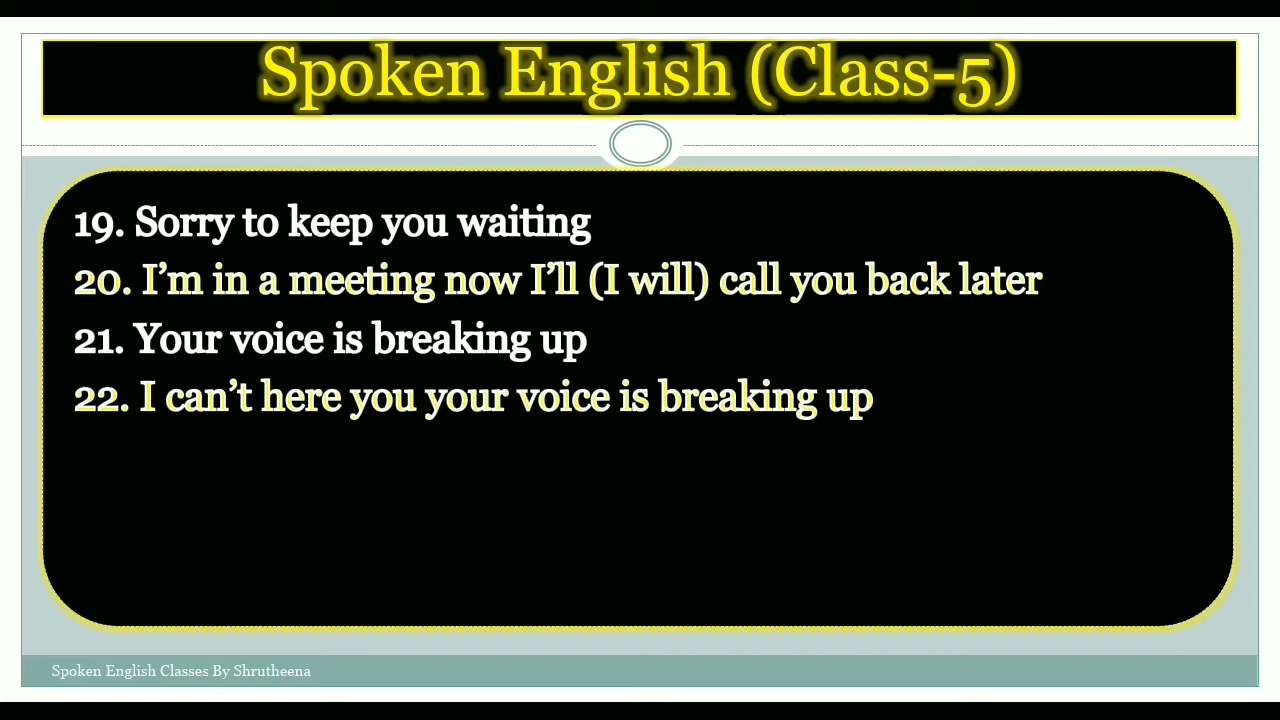 Spoken English (Class-5)
19. Sorry to keep you waiting
20. I’m in a meeting now I’ll (I will) call you back later
21. Your voice is breaking up
22. I can’t here you your voice is breaking up
Spoken English Classes By Shrutheena